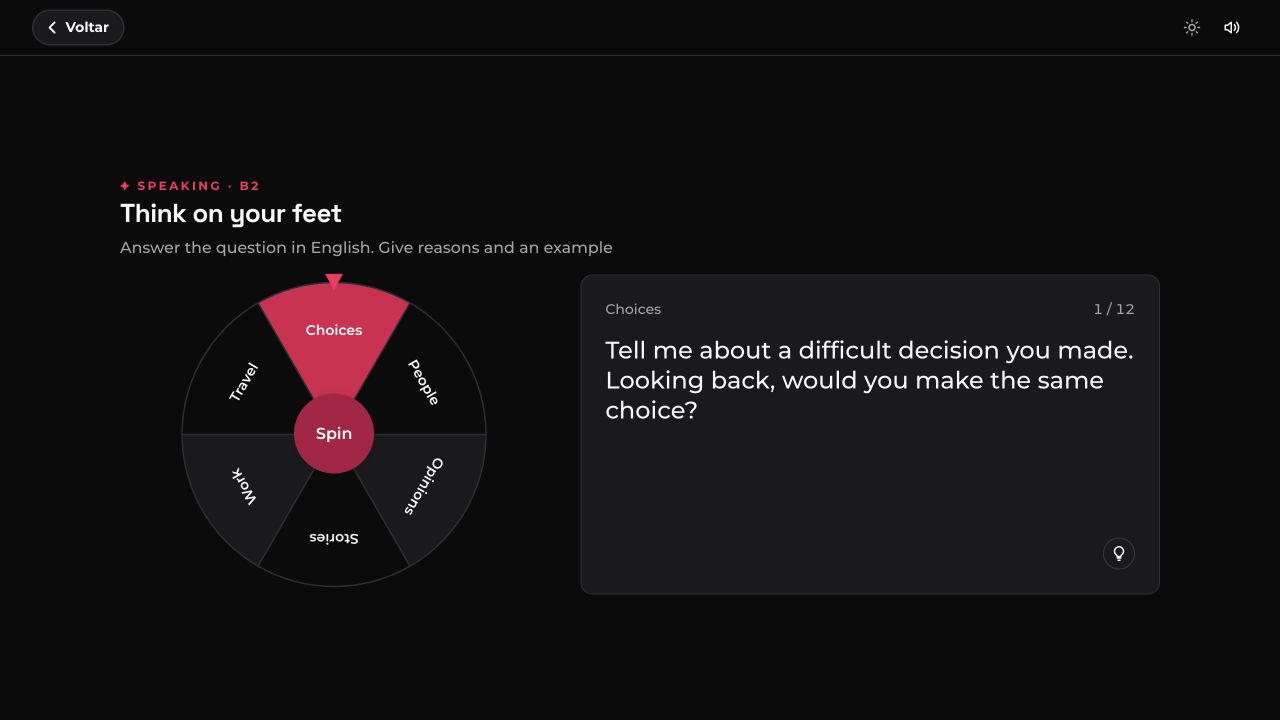 Voltar
SPEAKING · B2
Think on your feet
Answer the question in English. Give reasons and an example
Choices
People
Opinions
Stories
Work
Travel
Spin
Choices
1 / 12
Tell me about a difficult decision you made.
Looking back, would you make the same
choice?